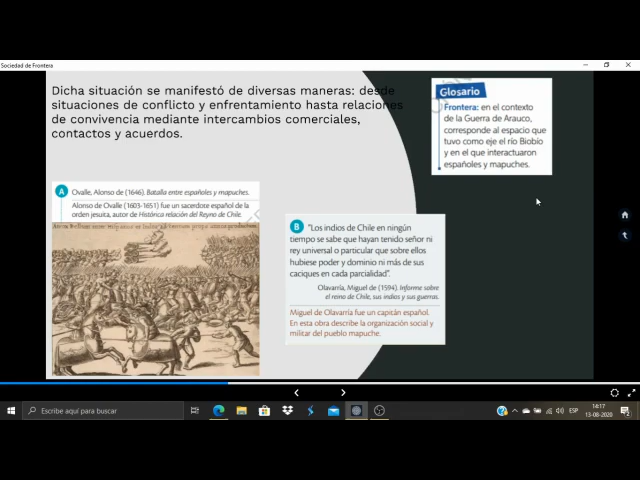 Sociedad de Frontera
Dicha situación se manifestó de diversas maneras: desde
situaciones de conflicto y enfrentamiento hasta relaciones
de convivencia mediante intercambios comerciales,
contactos y acuerdos.
Glosario
Frontera: en el contexto
de la Guerra de Arauco,
corresponde al espacio que
tuvo como eje el río Biobío
y en el que interactuaron
españoles y mapuches.
A Ovalle, Alonso de (1646). Batalla entre españoles y mapuches.
Alonso de Ovalle (1603-1651) fue un sacerdote español de la
orden jesuita, autor de Histórica relación del Reyno de Chile.
B "Los indios de Chile en ningún
tiempo se sabe que hayan tenido señor ni
rey universal o particular que sobre ellos
hubiese poder y dominio ni más de sus
caciques en cada parcialidad".
Olavarría, Miguel de (1594). Informe sobre
el reino de Chile, sus indios y sus guerras.
Miguel de Olavarría fue un capitán español.
En esta obra describe la organización social y
militar del pueblo mapuche.
Escribe aquí para buscar
ESP
14:17
13-08-2020